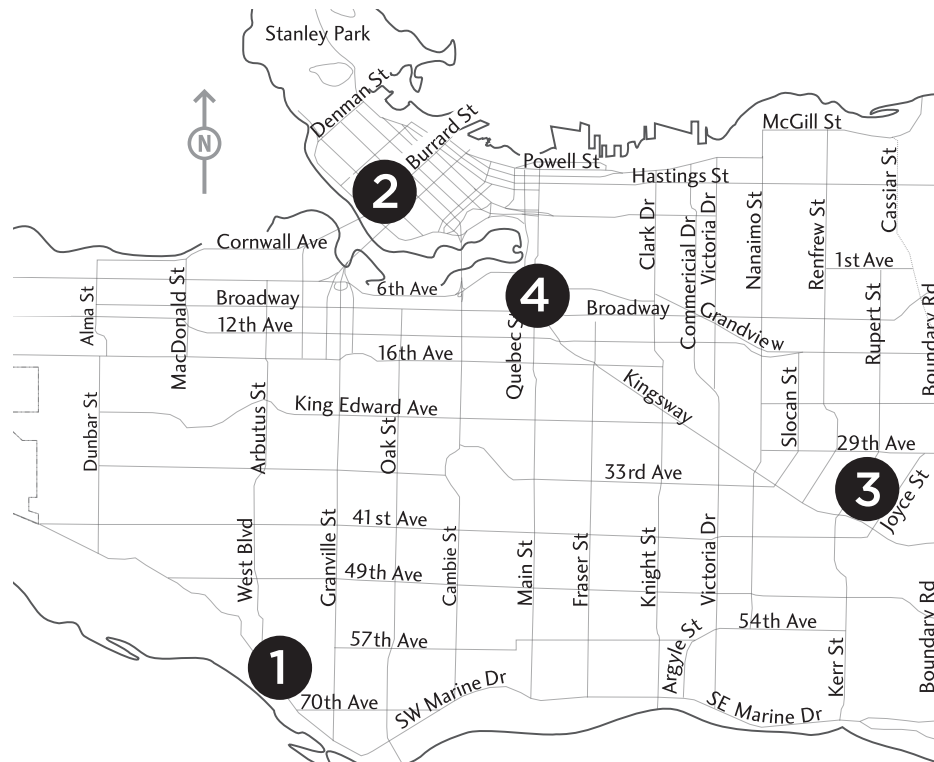 Stanley Park
Denman St
Burrard St
McGill St
N
Powell St
Hastings St
2
Cassiar St
Cornwall Ave
Clark Dr
Commericial Dr
Victoria Dr
Nanaimo St
Renfrew St
1st Ave
Alma St
MacDonald St
6th Ave
4
Broadway
Broadway
Grandview
Rupert St
Boundary Rd
12th Ave
16th Ave
Quebec St
Kingsway
Dunbar St
Arbutus St
King Edward Ave
Oak St
Slocan St
29th Ave
33rd Ave
3
Joyce St
41st Ave
West Blvd
Granville St
Cambie St
Main St
Fraser St
Knight St
Victoria Dr
49th Ave
57th Ave
54th Ave
Boundary Rd
1
Argyle St
Kerr St
70th Ave
SW Marine Dr
SE Marine Dr